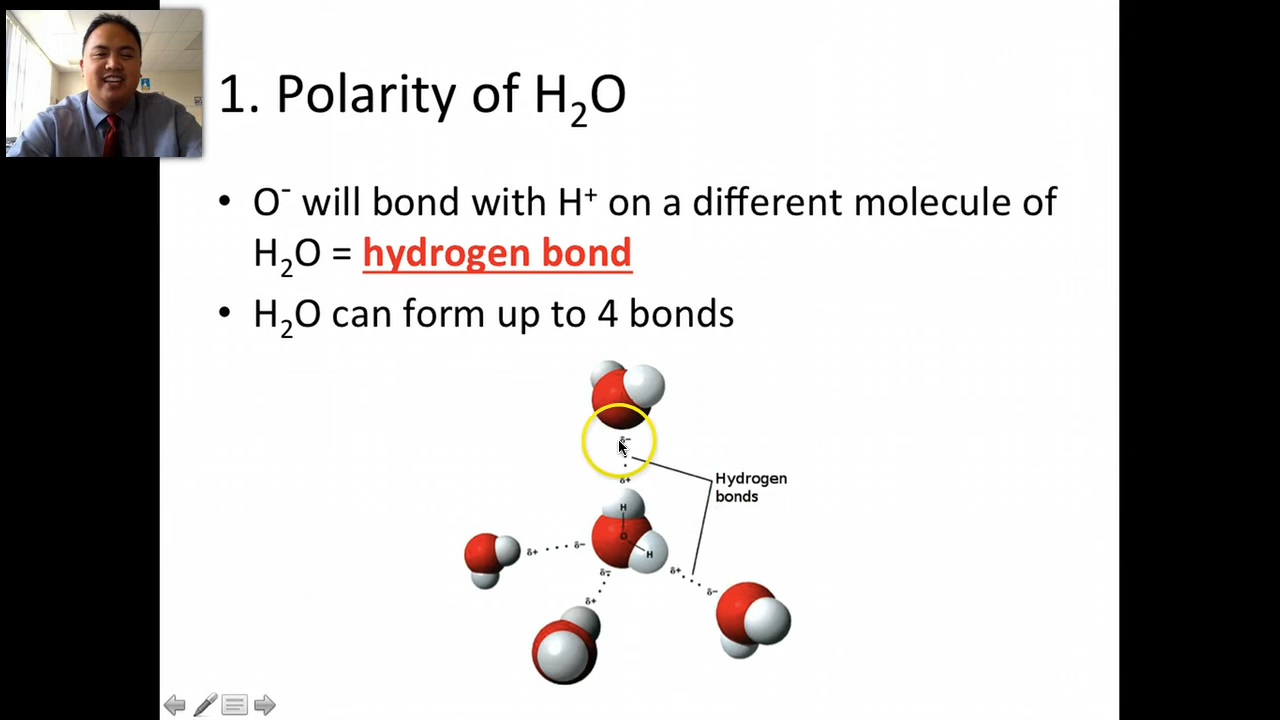 1. Polarity of H₂O
• O⁻ will bond with H⁺ on a different molecule of
H₂O = hydrogen bond
• H₂O can form up to 4 bonds
δ−
δ+
Hydrogen
bonds
H
O
H
δ+ δ−
δ− δ+
δ+ δ−